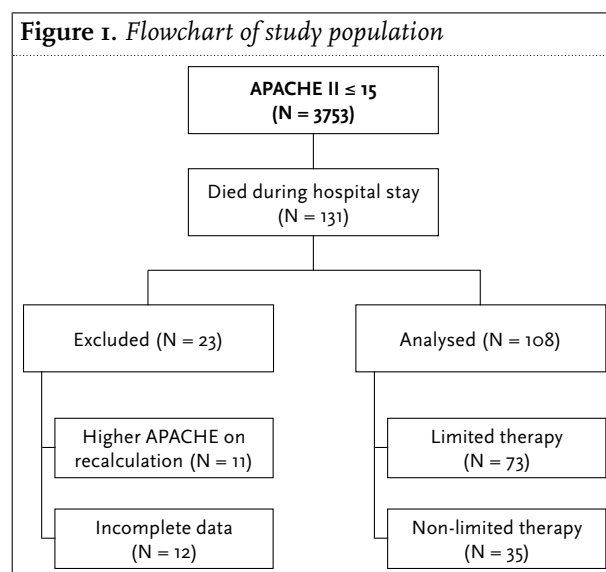 Figure 1. Flowchart of study population
APACHE II ≤ 15
(N = 3753)
Died during hospital stay
(N = 131)
Excluded (N = 23)
Analysed (N = 108)
Higher APACHE on
recalculation (N = 11)
Limited therapy
(N = 73)
Incomplete data
(N = 12)
Non-limited therapy
(N = 35)